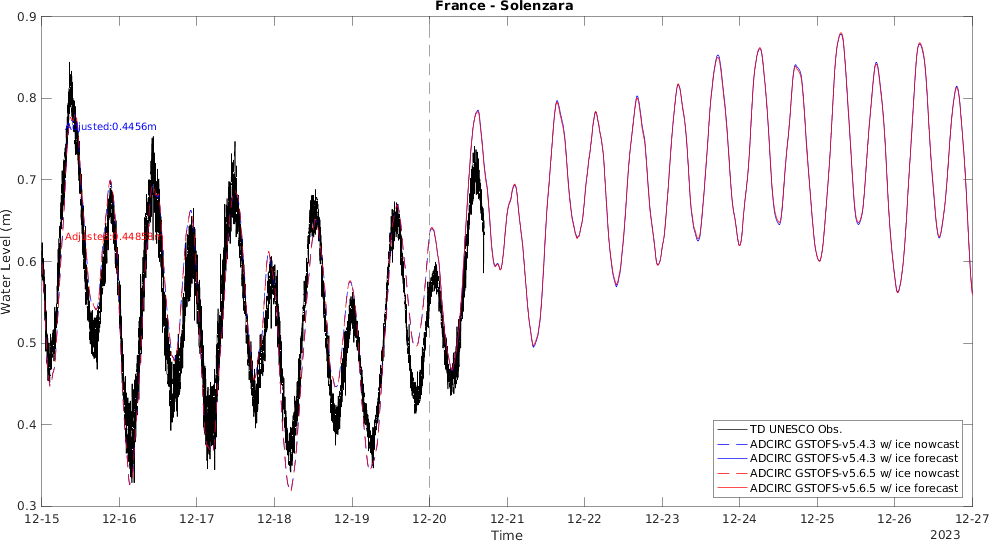 France - Solenzara
0.9
0.8
0.7
0.6
0.5
0.4
0.3
Water Level (m)
Adjusted:0.4456m
TD UNESCO Obs.
ADCIRC GSTOFS-v5.4.3 w/ ice nowcast
ADCIRC GSTOFS-v5.4.3 w/ ice forecast
ADCIRC GSTOFS-v5.6.5 w/ ice nowcast
ADCIRC GSTOFS-v5.6.5 w/ ice forecast
12-15
12-16
12-17
12-18
12-19
12-20
12-21
12-22
12-23
12-24
12-25
12-26
12-27
Time
2023